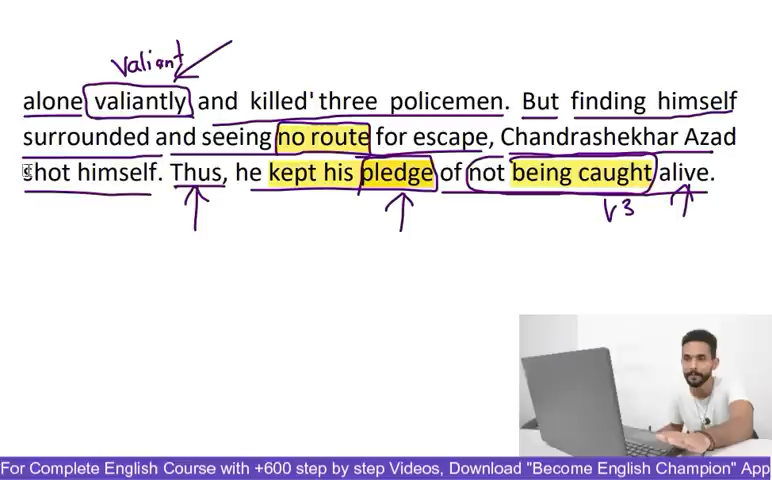 valiant
alone valiantly and killed' three policemen. But finding himself
surrounded and seeing no route for escape, Chandrashekhar Azad
shot himself. Thus, he kept his pledge of not being caught alive.
V3
For Complete English Course with +600 step by step Videos, Download "Become English Champion" App